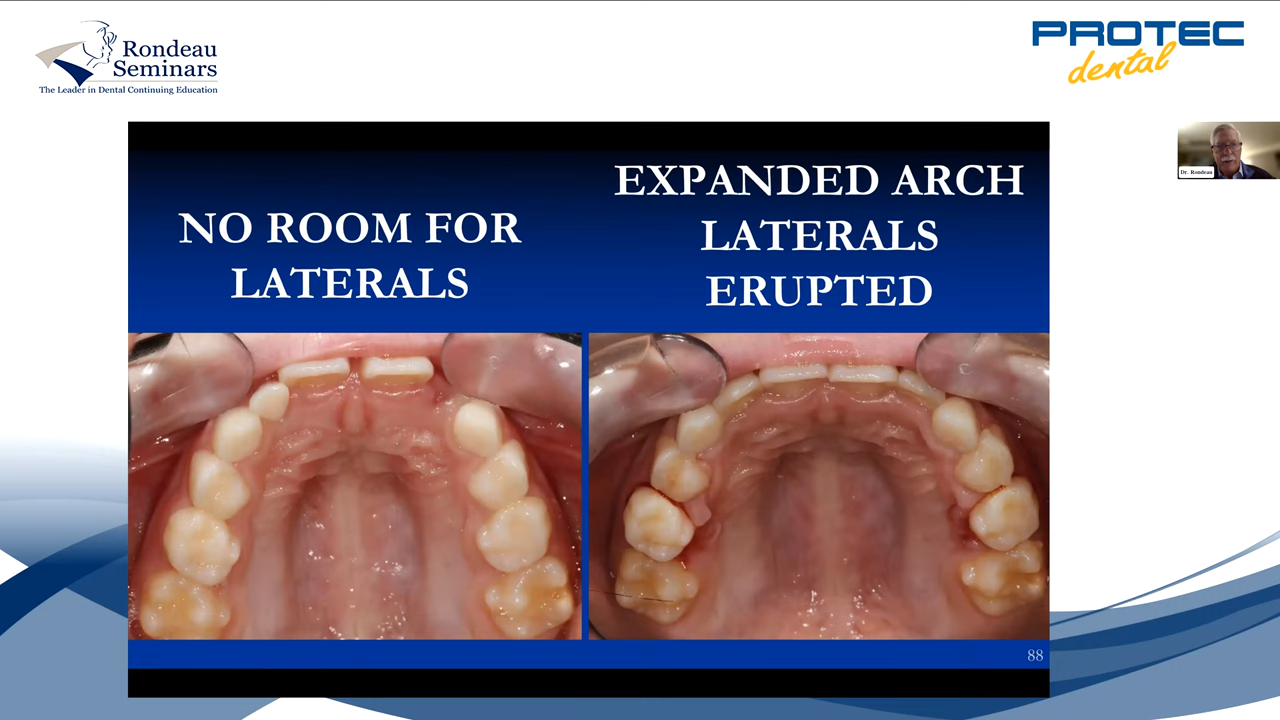 Rondeau
Seminars
The Leader in Dental Continuing Education
PROTEC
dental
NO ROOM FOR
LATERALS
EXPANDED ARCH
LATERALS
ERUPTED
Dr. Rondeau
88